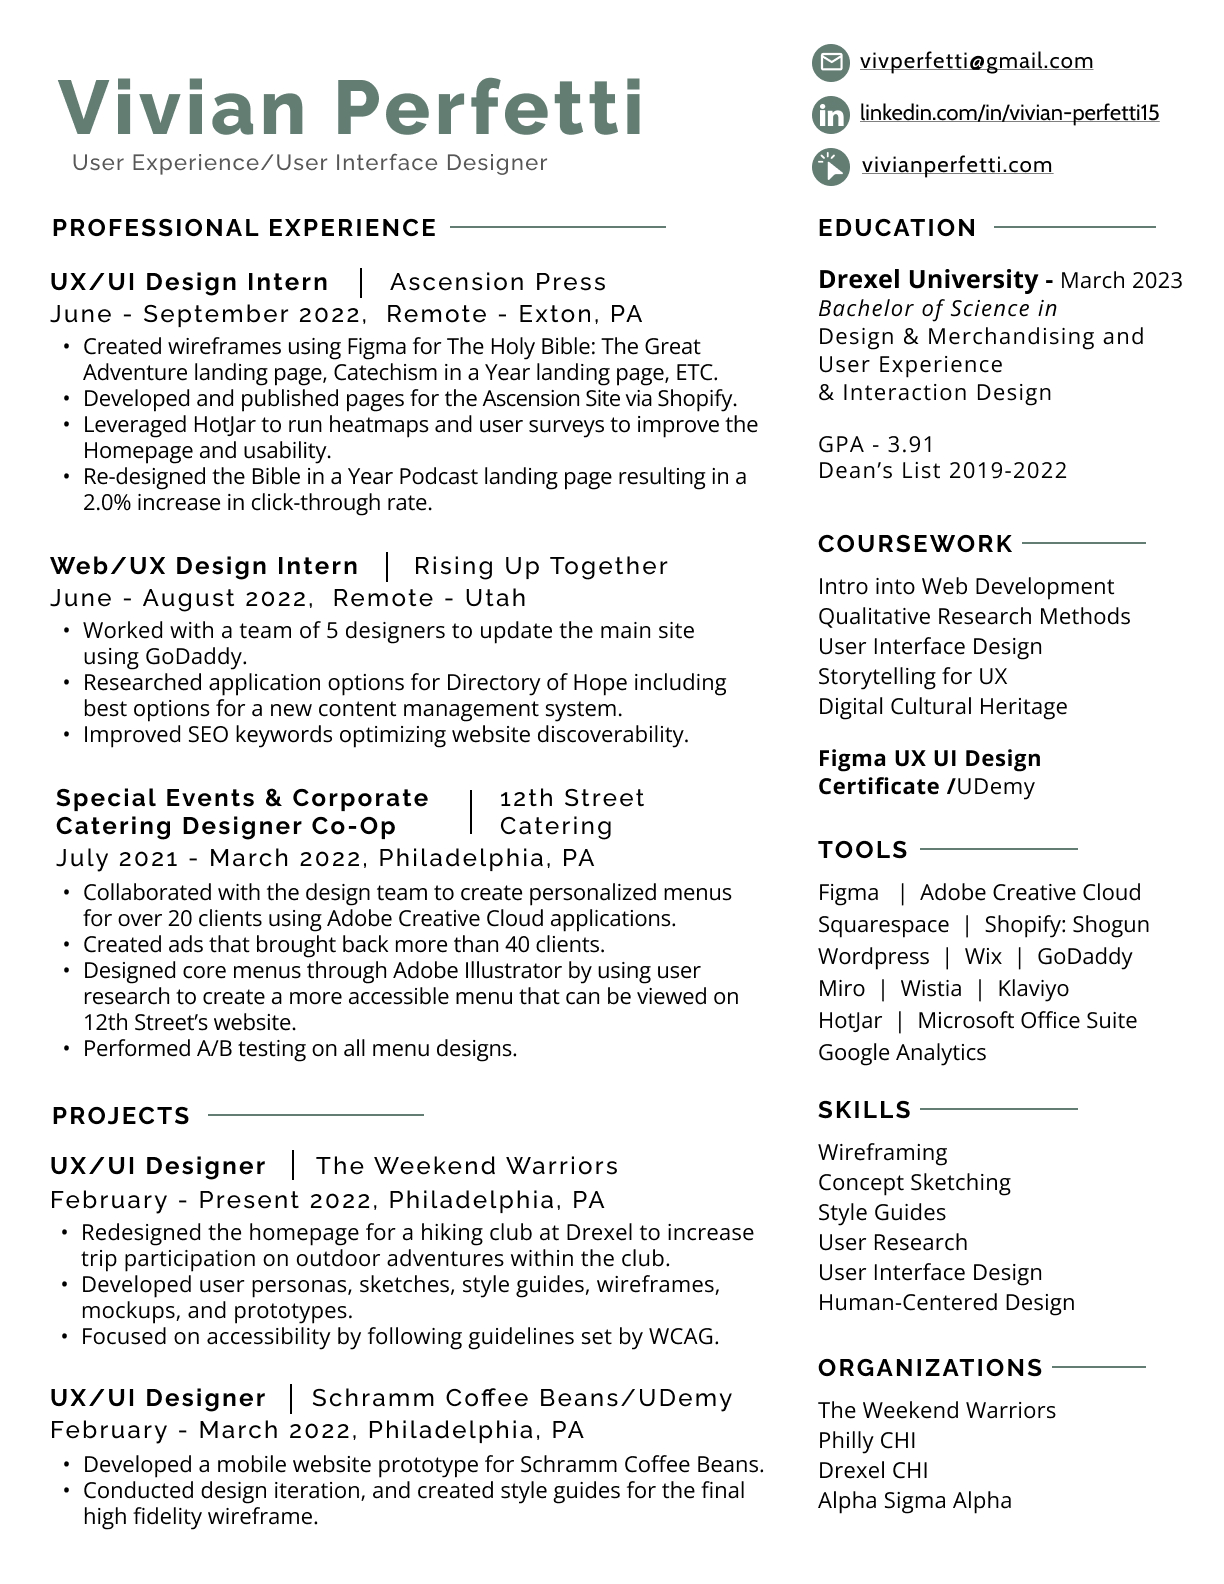 Vivian Perfetti
User Experience/User Interface Designer
vivperfetti@gmail.com
linkedin.com/in/vivian-perfetti15
vivianperfetti.com
PROFESSIONAL EXPERIENCE
UX/UI Design Intern | Ascension Press
June - September 2022, Remote - Exton, PA
• Created wireframes using Figma for The Holy Bible: The Great
Adventure landing page, Catechism in a Year landing page, ETC.
• Developed and published pages for the Ascension Site via Shopify.
• Leveraged HotJar to run heatmaps and user surveys to improve the
Homepage and usability.
• Re-designed the Bible in a Year Podcast landing page resulting in a
2.0% increase in click-through rate.
Web/UX Design Intern | Rising Up Together
June - August 2022, Remote - Utah
• Worked with a team of 5 designers to update the main site
using GoDaddy.
• Researched application options for Directory of Hope including
best options for a new content management system.
• Improved SEO keywords optimizing website discoverability.
Special Events & Corporate | 12th Street
Catering Designer Co-Op Catering
July 2021 - March 2022, Philadelphia, PA
• Collaborated with the design team to create personalized menus
for over 20 clients using Adobe Creative Cloud applications.
• Created ads that brought back more than 40 clients.
• Designed core menus through Adobe Illustrator by using user
research to create a more accessible menu that can be viewed on
12th Street’s website.
• Performed A/B testing on all menu designs.
PROJECTS
UX/UI Designer | The Weekend Warriors
February - Present 2022, Philadelphia, PA
• Redesigned the homepage for a hiking club at Drexel to increase
trip participation on outdoor adventures within the club.
• Developed user personas, sketches, style guides, wireframes,
mockups, and prototypes.
• Focused on accessibility by following guidelines set by WCAG.
UX/UI Designer | Schramm Coffee Beans/UDemy
February - March 2022, Philadelphia, PA
• Developed a mobile website prototype for Schramm Coffee Beans.
• Conducted design iteration, and created style guides for the final
high fidelity wireframe.
EDUCATION
Drexel University - March 2023
Bachelor of Science in
Design & Merchandising and
User Experience
& Interaction Design
GPA - 3.91
Dean’s List 2019-2022
COURSEWORK
Intro into Web Development
Qualitative Research Methods
User Interface Design
Storytelling for UX
Digital Cultural Heritage
Figma UX UI Design
Certificate /UDemy
TOOLS
Figma | Adobe Creative Cloud
Squarespace | Shopify: Shogun
Wordpress | Wix | GoDaddy
Miro | Wistia | Klaviyo
HotJar | Microsoft Office Suite
Google Analytics
SKILLS
Wireframing
Concept Sketching
Style Guides
User Research
User Interface Design
Human-Centered Design
ORGANIZATIONS
The Weekend Warriors
Philly CHI
Drexel CHI
Alpha Sigma Alpha